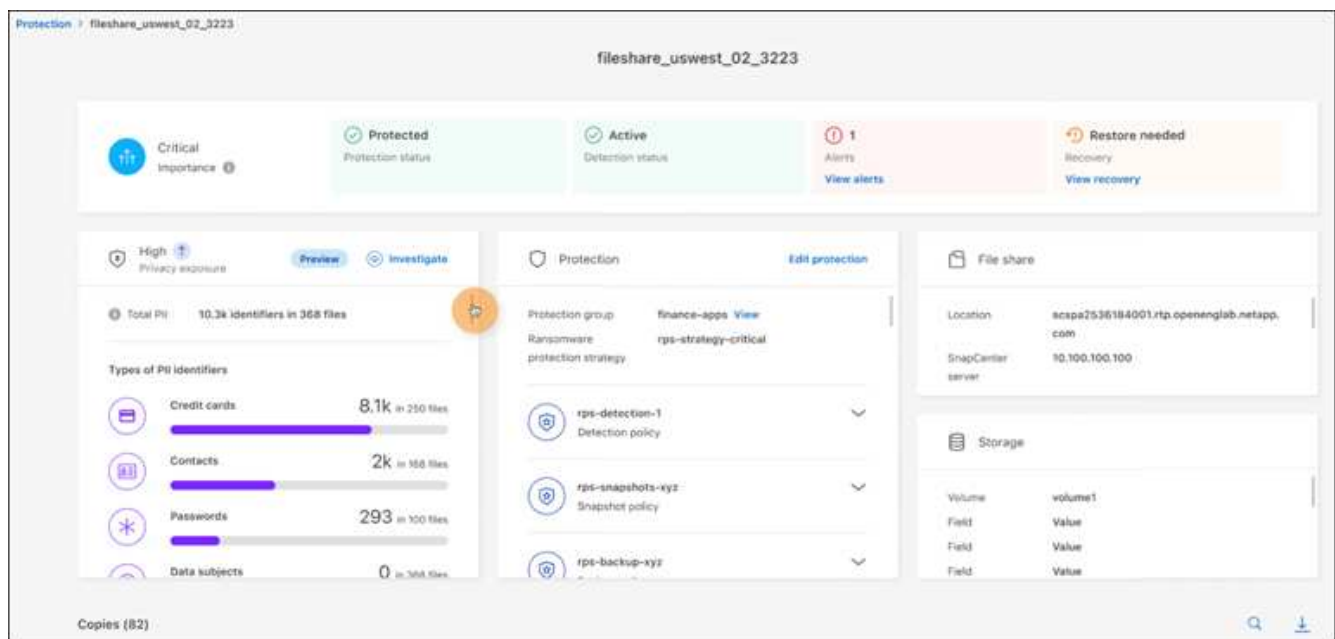 Protection > fileshare_uswest_02_3223
fileshare_uswest_02_3223
Critical
Importance
Protected
Protection status
Active
Detection status
1
Alerts
View alerts
Restore needed
Recovery
View recovery
High
Privacy exposure
Preview
Investigate
Total PII 10.3k identifiers in 368 files
Types of PII identifiers
Credit cards 8.1k in 250 files
Contacts 2k in 168 files
Passwords 293 in 100 files
Data subjects 0 in 368 files
Protection
Edit protection
Protection group finance-apps View
Ransomware rps-strategy-critical
protection strategy
rps-detection-1
Detection policy
rps-snapshots-xyz
Snapshot policy
rps-backup-xyz
File share
Location scspa2536184001.rtp.openenglab.netapp.
com
SnapCenter 10.100.100.100
server
Storage
Volume volume1
Field Value
Field Value
Field Value
Copies (82)